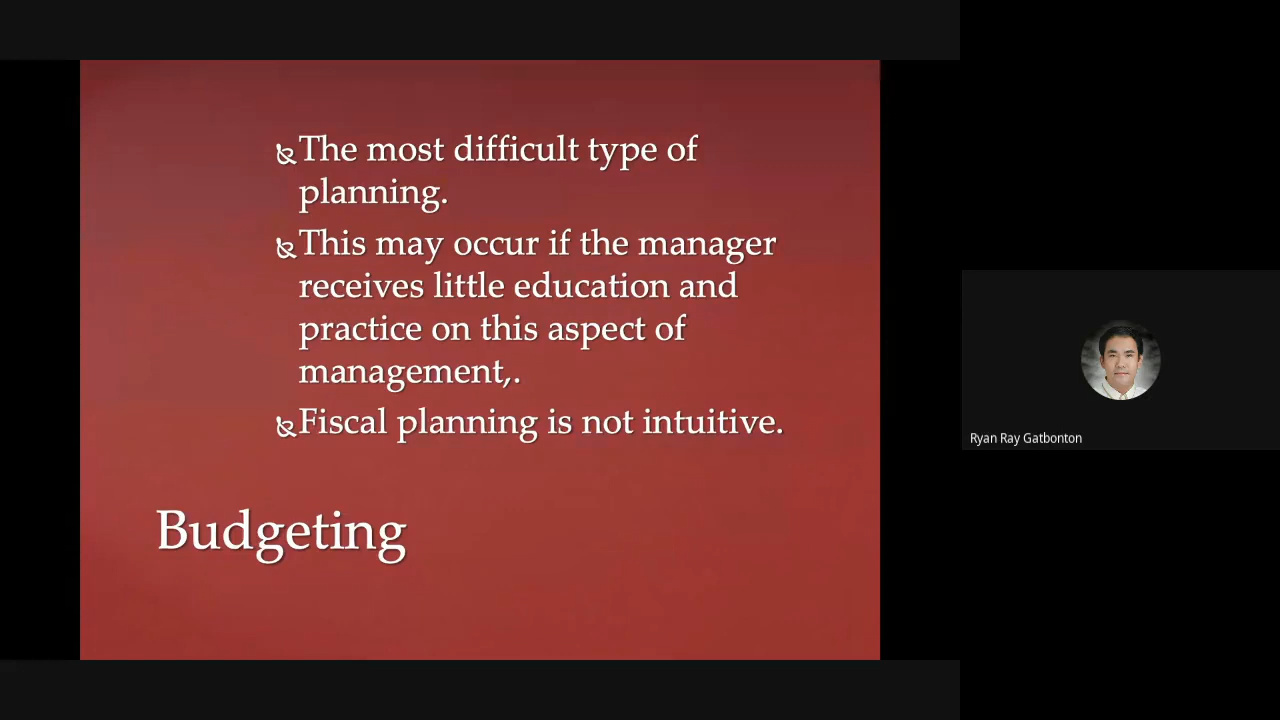 The most difficult type of
planning.
This may occur if the manager
receives little education and
practice on this aspect of
management,.
Fiscal planning is not intuitive.
Budgeting
Ryan Ray Gatbonton